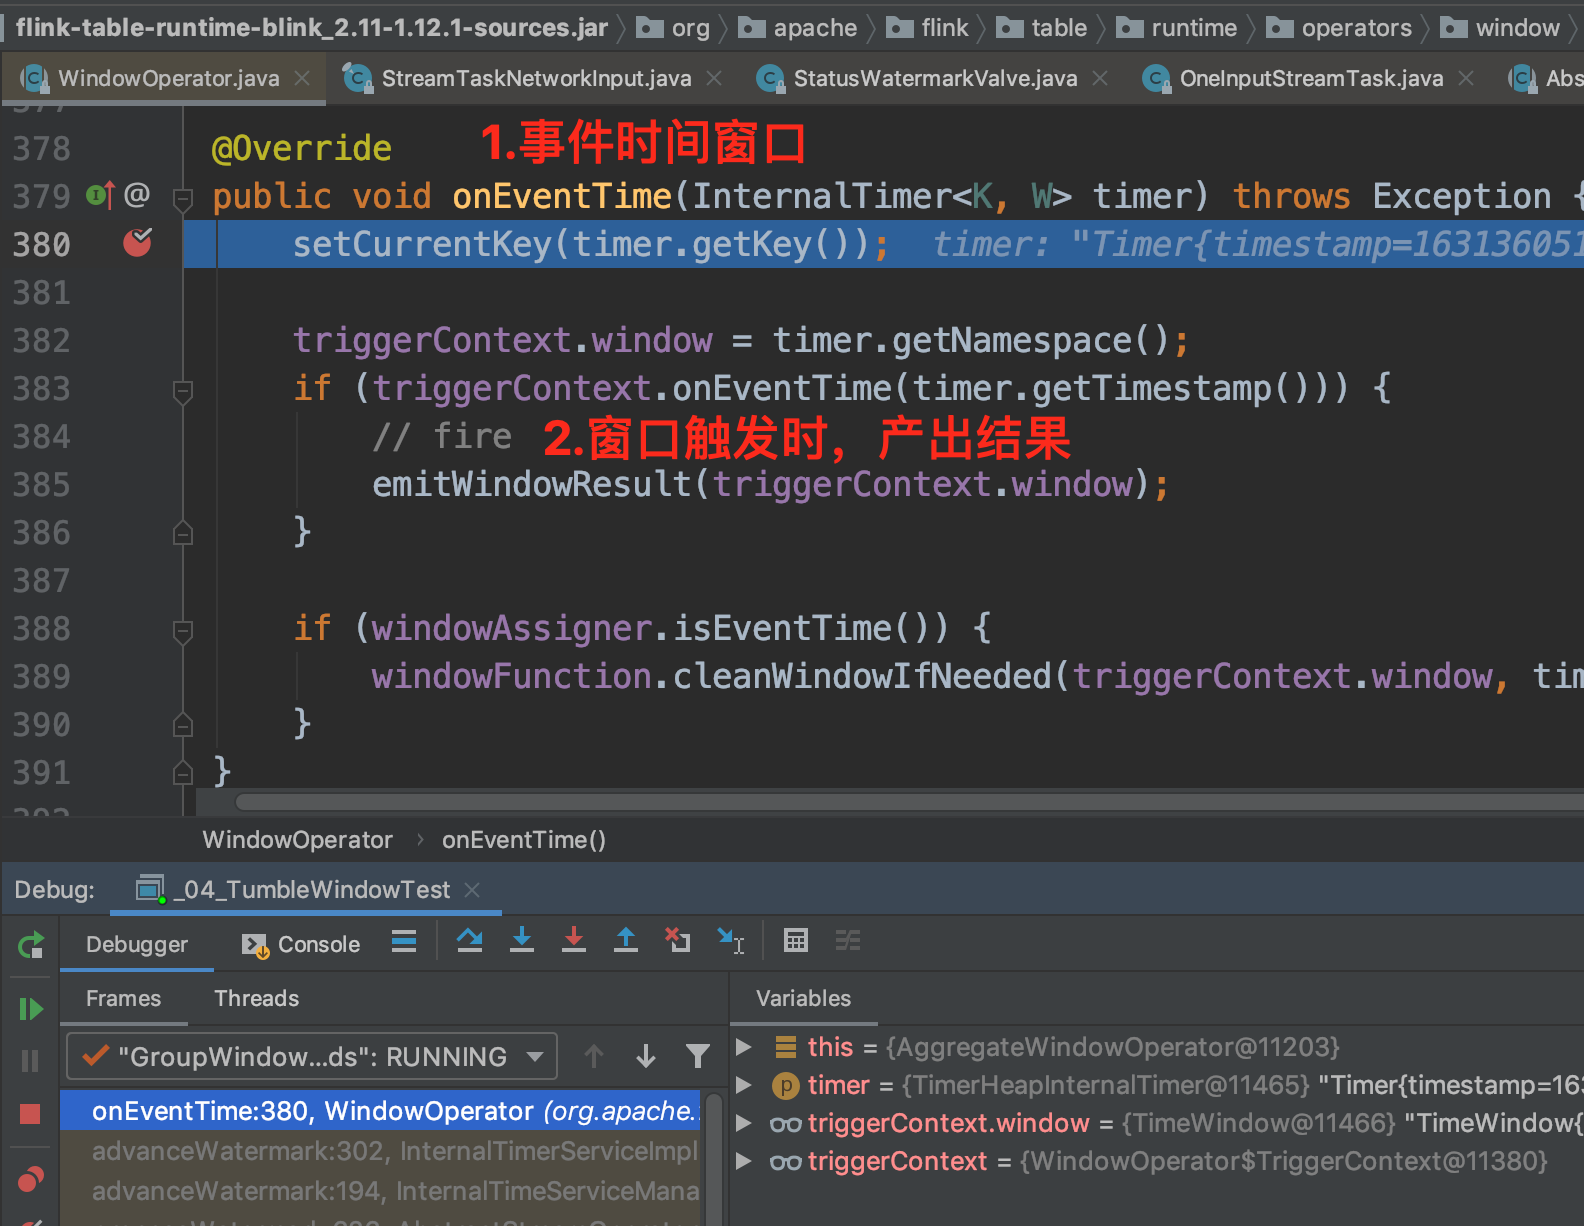 flink-table-runtime-blink_2.11-1.12.1-sources.jar org apache flink table runtime operators window
WindowOperator.java StreamTaskNetworkInput.java StatusWatermarkValve.java OneInputStreamTask.java Abs
378 @Override 1.事件时间窗口
379 @ public void onEventTime(InternalTimer<K, W> timer) throws Exception {
380 setCurrentKey(timer.getKey()); timer: "Timer{timestamp=163136051
381
382 triggerContext.window = timer.getNamespace();
383 if (triggerContext.onEventTime(timer.getTimestamp())) {
384 // fire 2.窗口触发时，产出结果
385 emitWindowResult(triggerContext.window);
386 }
387
388 if (windowAssigner.isEventTime()) {
389 windowFunction.cleanWindowIfNeeded(triggerContext.window, tim
390 }
391 }
WindowOperator › onEventTime()
Debug: _04_TumbleWindowTest
Debugger Console
Frames Threads Variables
"GroupWindow...ds": RUNNING
this = {AggregateWindowOperator@11203}
timer = {TimerHeapInternalTimer@11465} "Timer{timestamp=163
onEventTime:380, WindowOperator (org.apache.
triggerContext.window = {TimeWindow@11466} "TimeWindow{
advanceWatermark:302, InternalTimerServiceImpl
triggerContext = {WindowOperator$TriggerContext@11380}
advanceWatermark:194, InternalTimeServiceMana